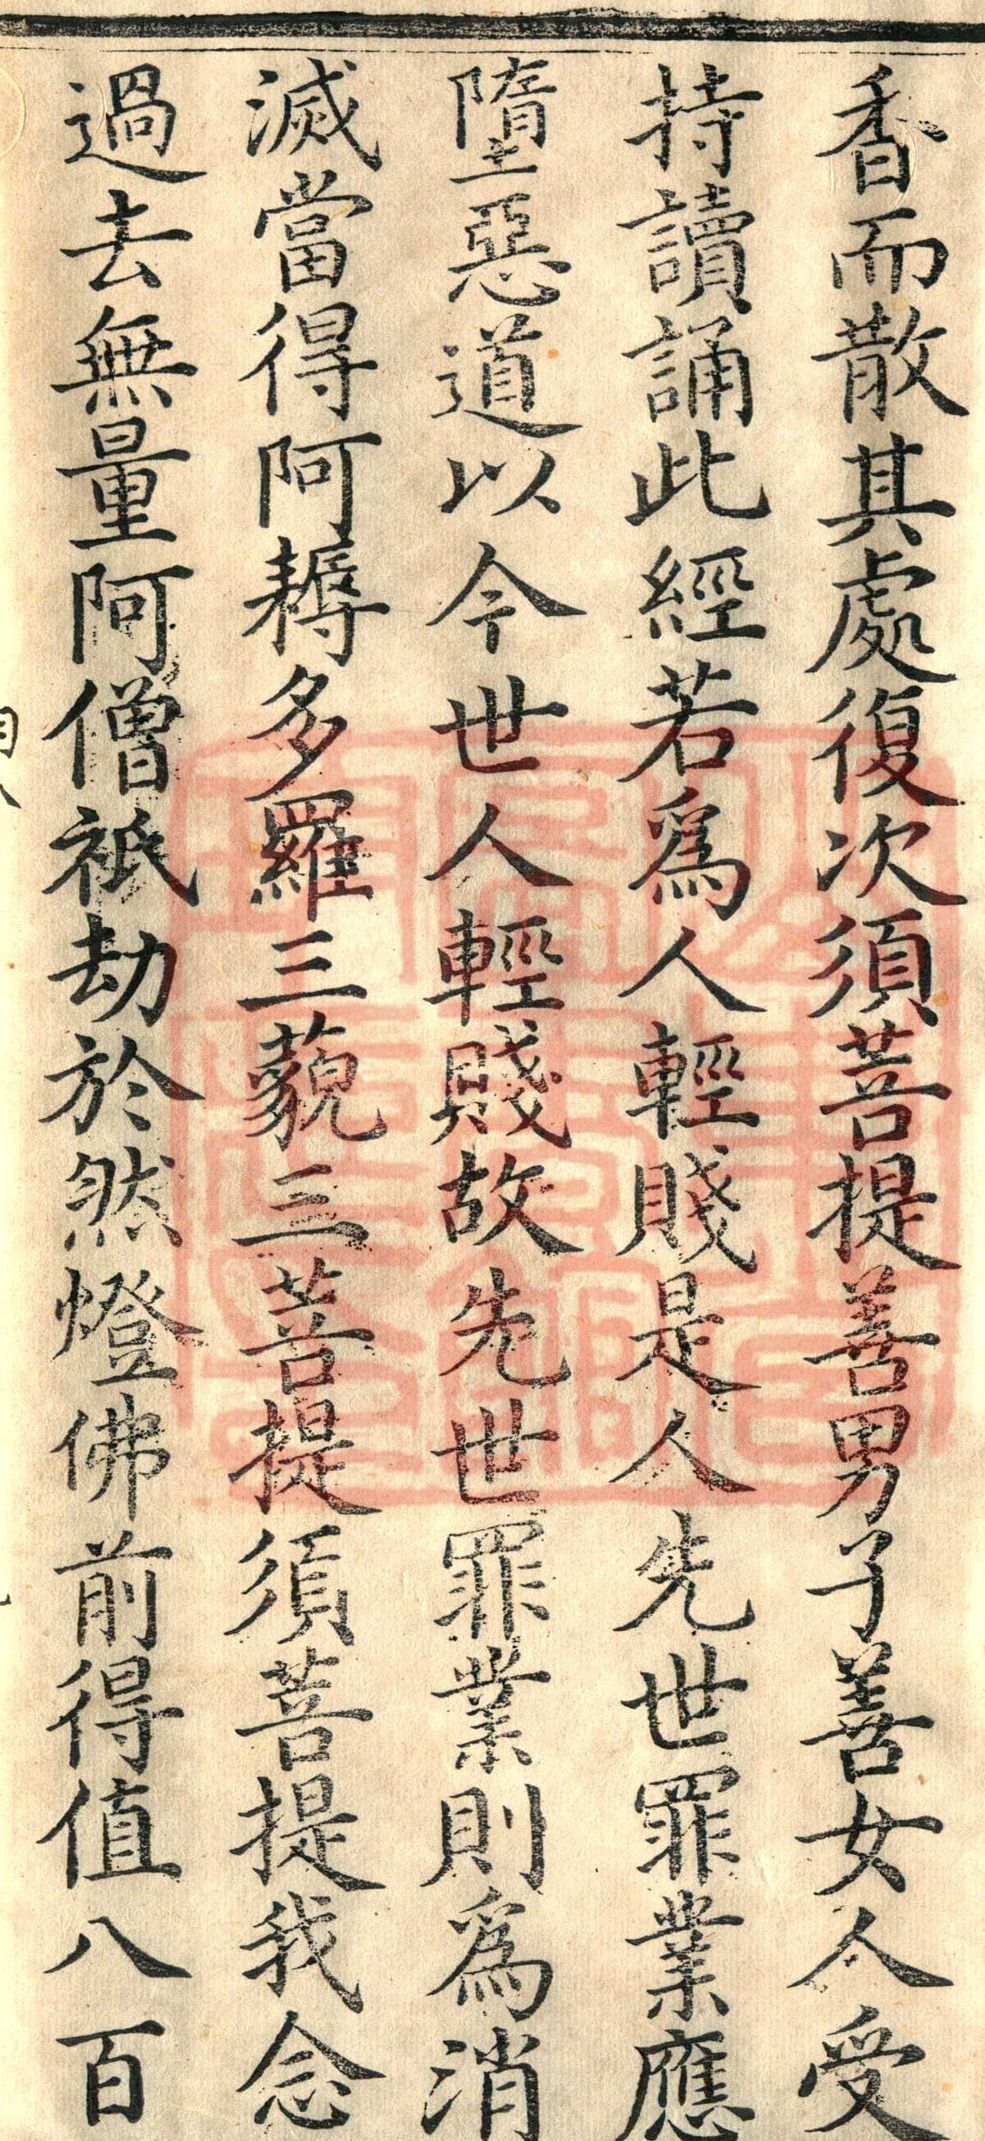 香而散其處復次須菩提善男子善女人受
持讀誦此經若爲人輕賤是人先世罪業應
墮惡道以今世人輕賤故先世罪業則爲消
滅當得阿耨多羅三藐三菩提須菩提我念
過去無量阿僧祇劫於然燈佛前得值八百